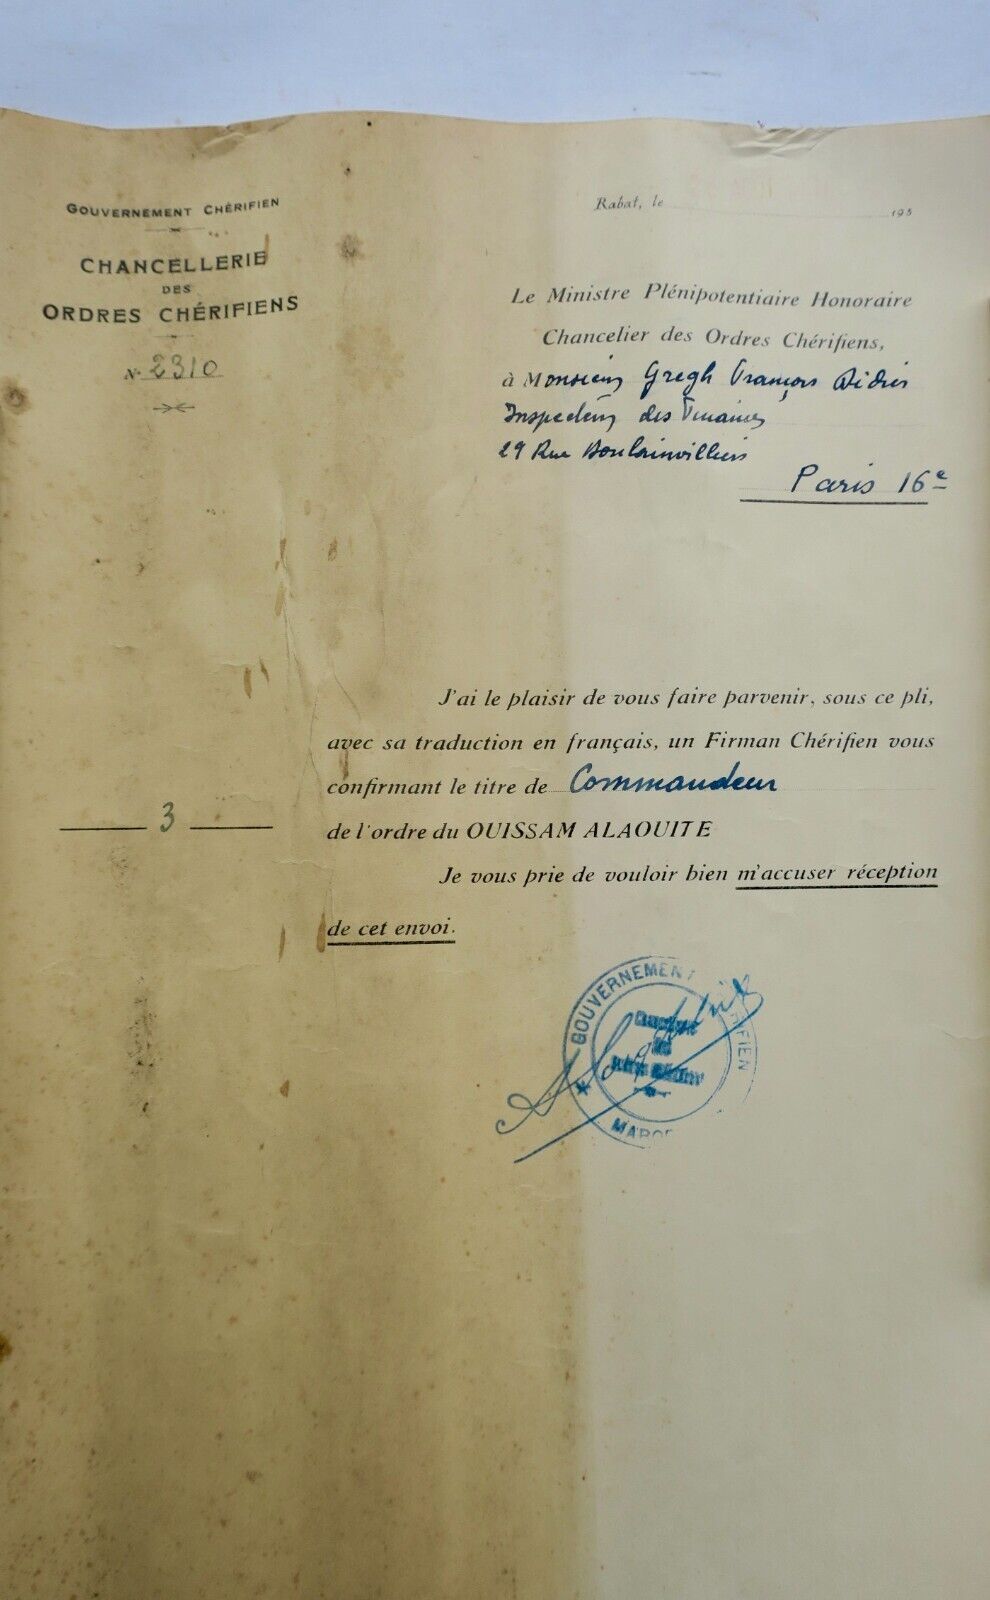 GOUVERNEMENT CHÉRIFIEN
CHANCELLERIE
DES
ORDRES CHÉRIFIENS
N° 2310
Rabat, le 195
Le Ministre Plénipotentiaire Honoraire
Chancelier des Ordres Chérifiens,
à Monsieur Gregh François Didier
Inspecteur des Finances
29 Rue Boulainvilliers
Paris 16e
J'ai le plaisir de vous faire parvenir, sous ce pli,
avec sa traduction en français, un Firman Chérifien vous
confirmant le titre de Commandeur
3
de l'ordre du OUISSAM ALAOUITE
Je vous prie de vouloir bien m'accuser réception
de cet envoi.
GOUVERNEMENT
MAROC